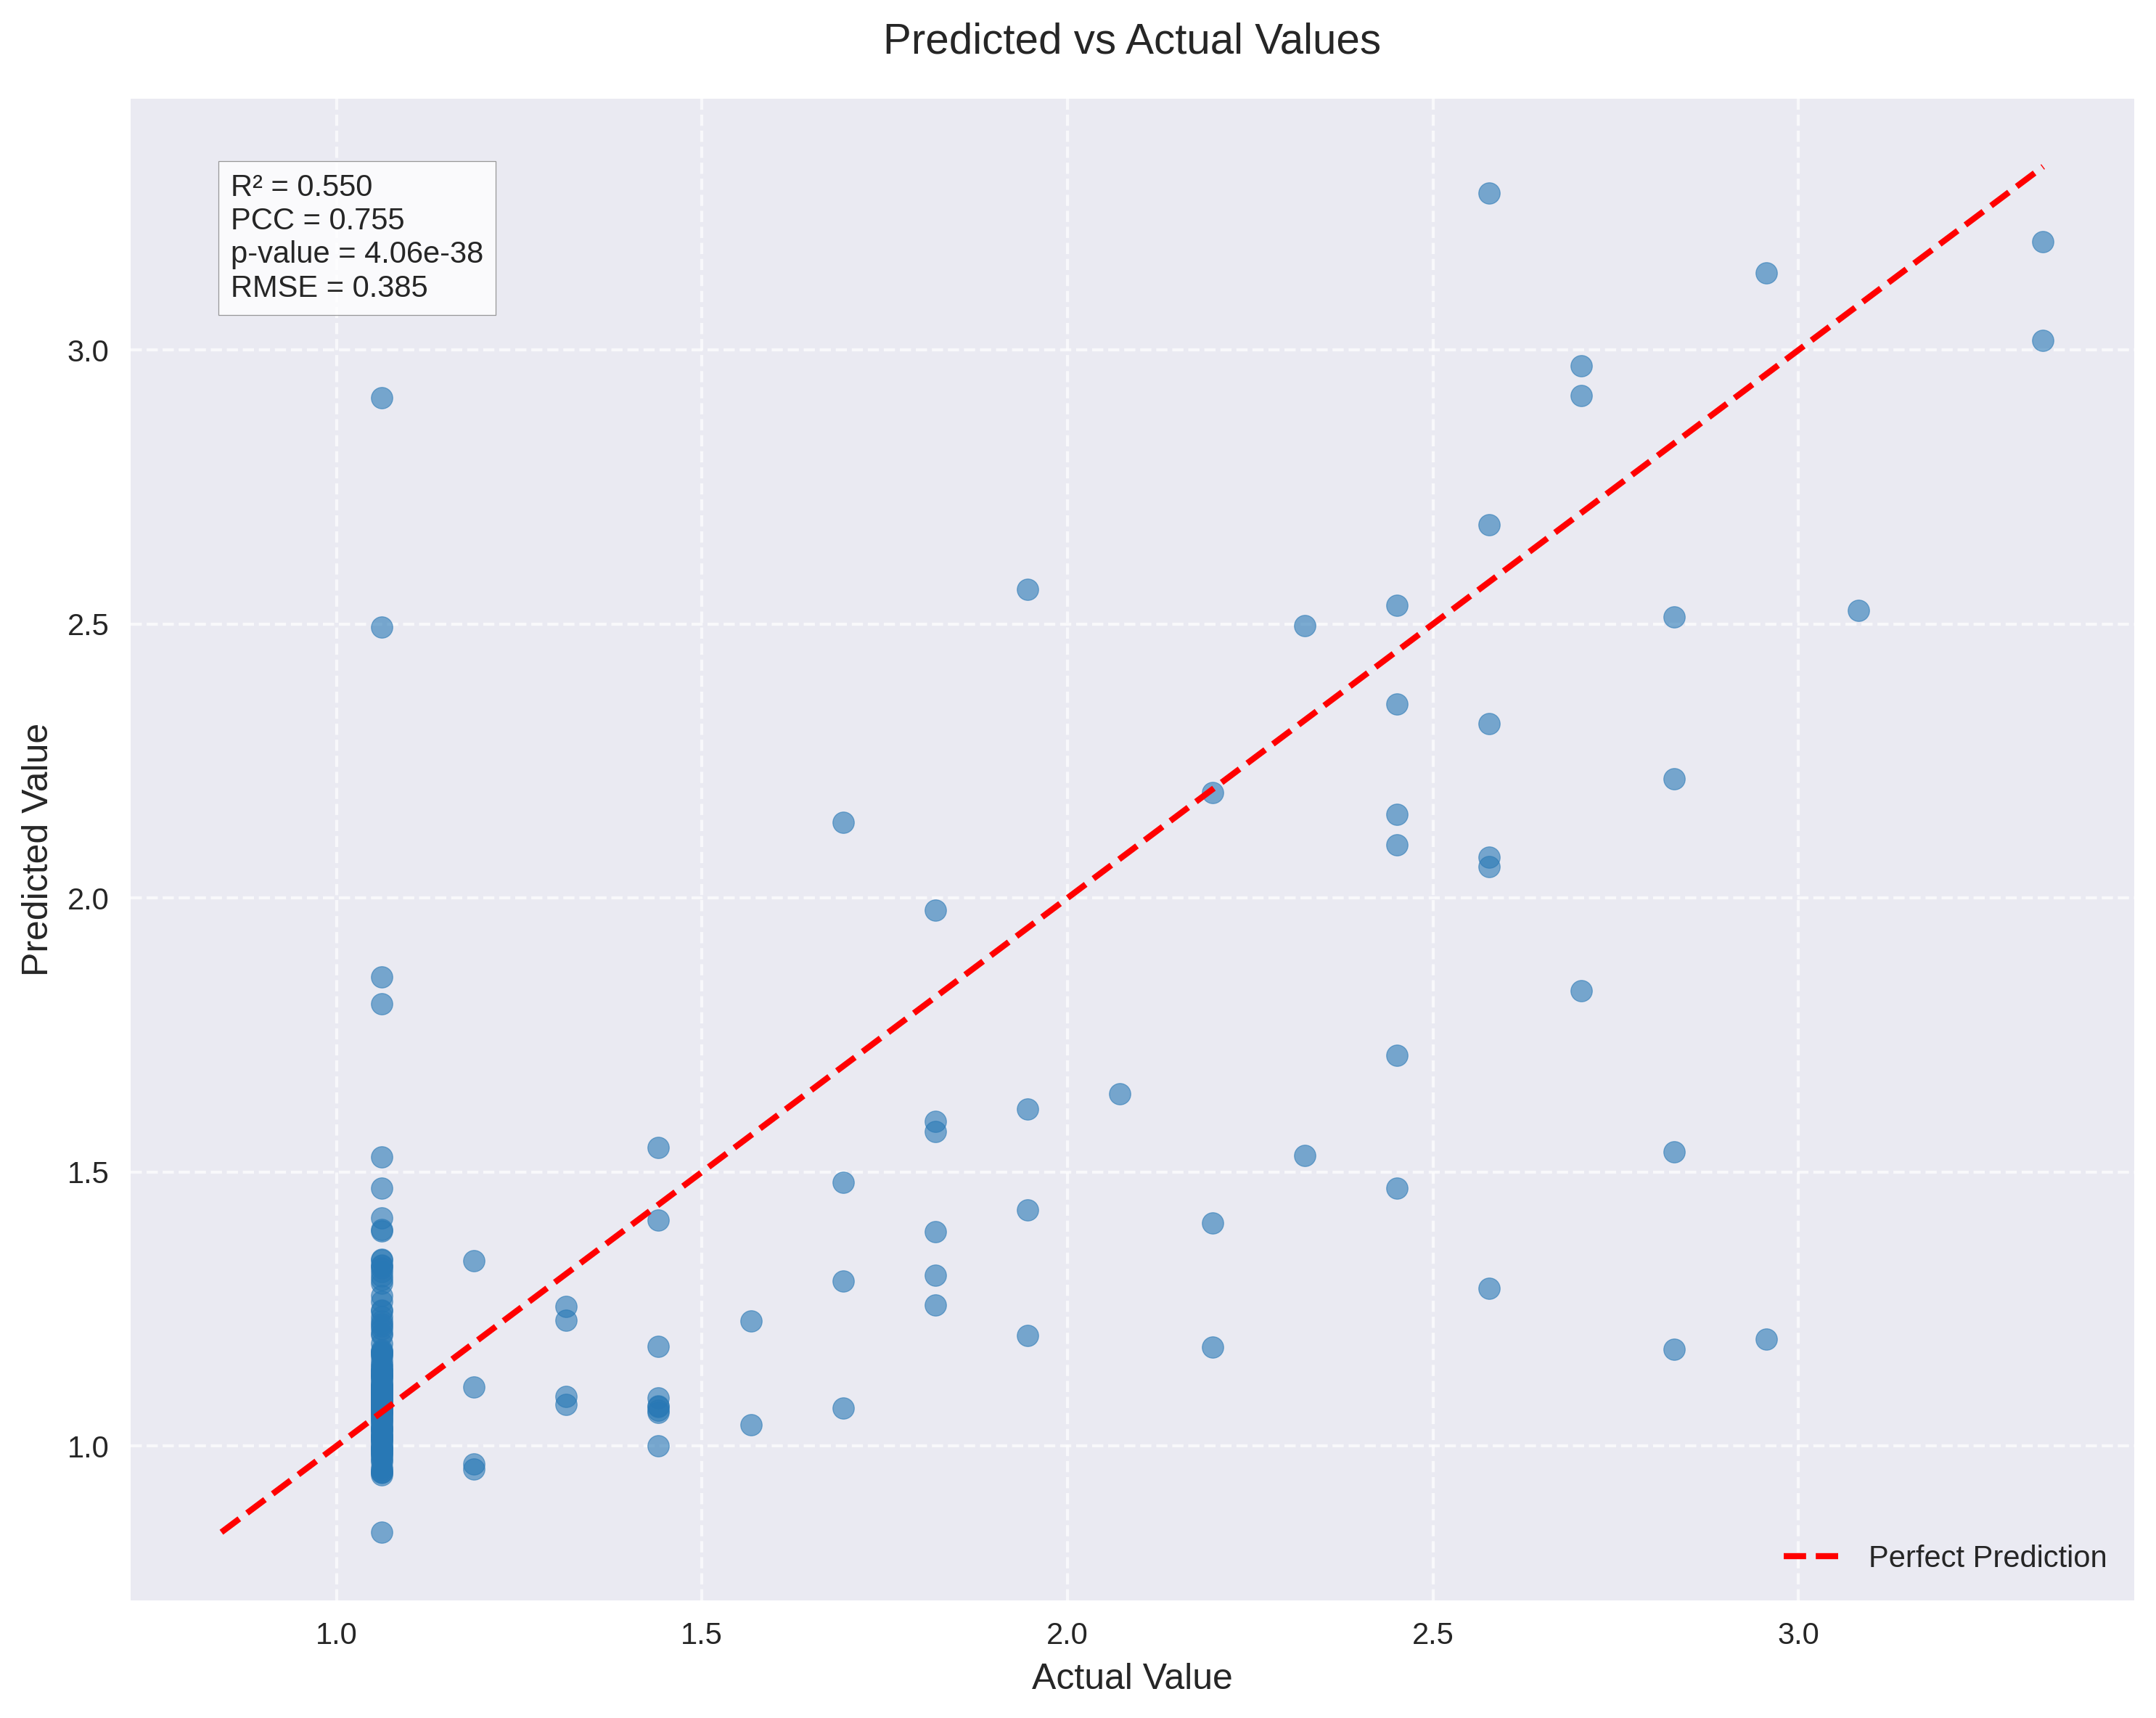 Predicted vs Actual Values
R² = 0.550
PCC = 0.755
p-value = 4.06e-38
RMSE = 0.385
3.0
2.5
2.0
1.5
1.0
Predicted Value
Perfect Prediction
1.0 1.5 2.0 2.5 3.0
Actual Value